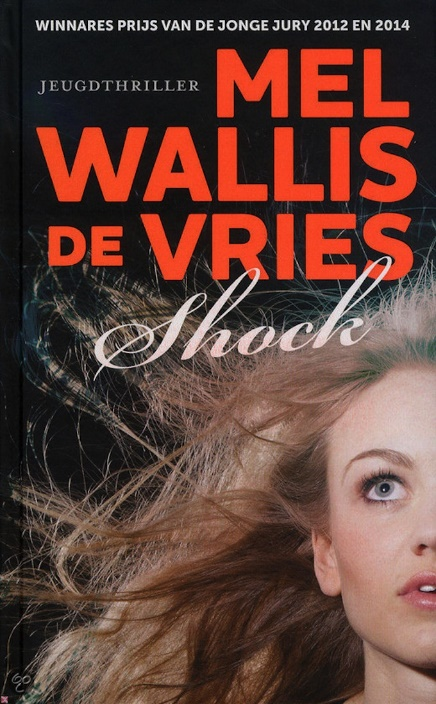 WINNARES PRIJS VAN DE JONGE JURY 2012 EN 2014
JEUGDTHRILLER
MEL
WALLIS
DE VRIES
Shock